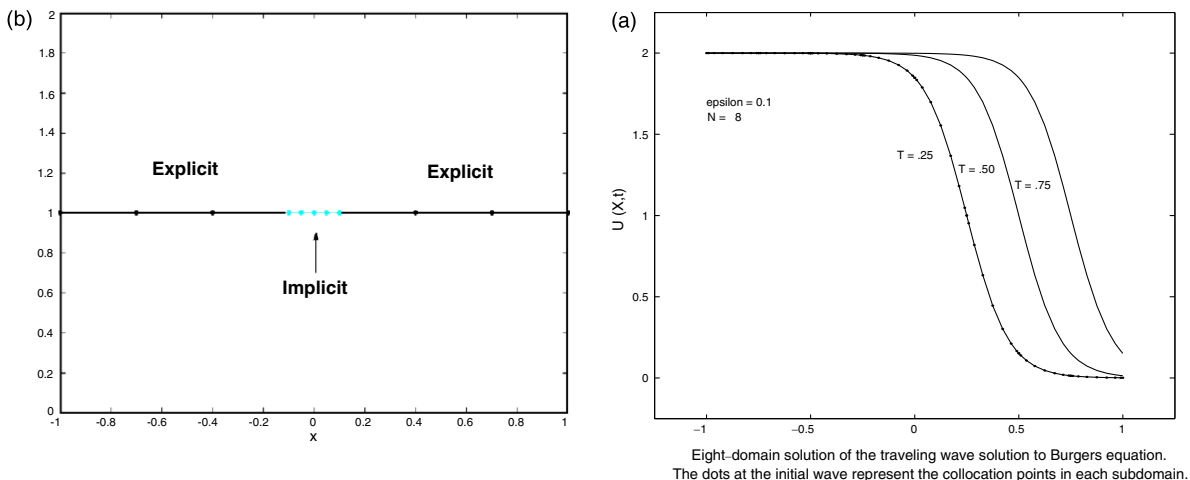 (b)
2
1.8
1.6
1.4
1.2
1
0.8
0.6
0.4
0.2
0
Explicit
Explicit
Implicit
-1 -0.8 -0.6 -0.4 -0.2 0 0.2 0.4 0.6 0.8 1
x
(a)
2
1.5
1
0.5
0
U (X,t)
epsilon = 0.1
N = 8
T = .25
T = .50
T = .75
−1 −0.5 0 0.5 1
Eight–domain solution of the traveling wave solution to Burgers equation.
The dots at the initial wave represent the collocation points in each subdomain.